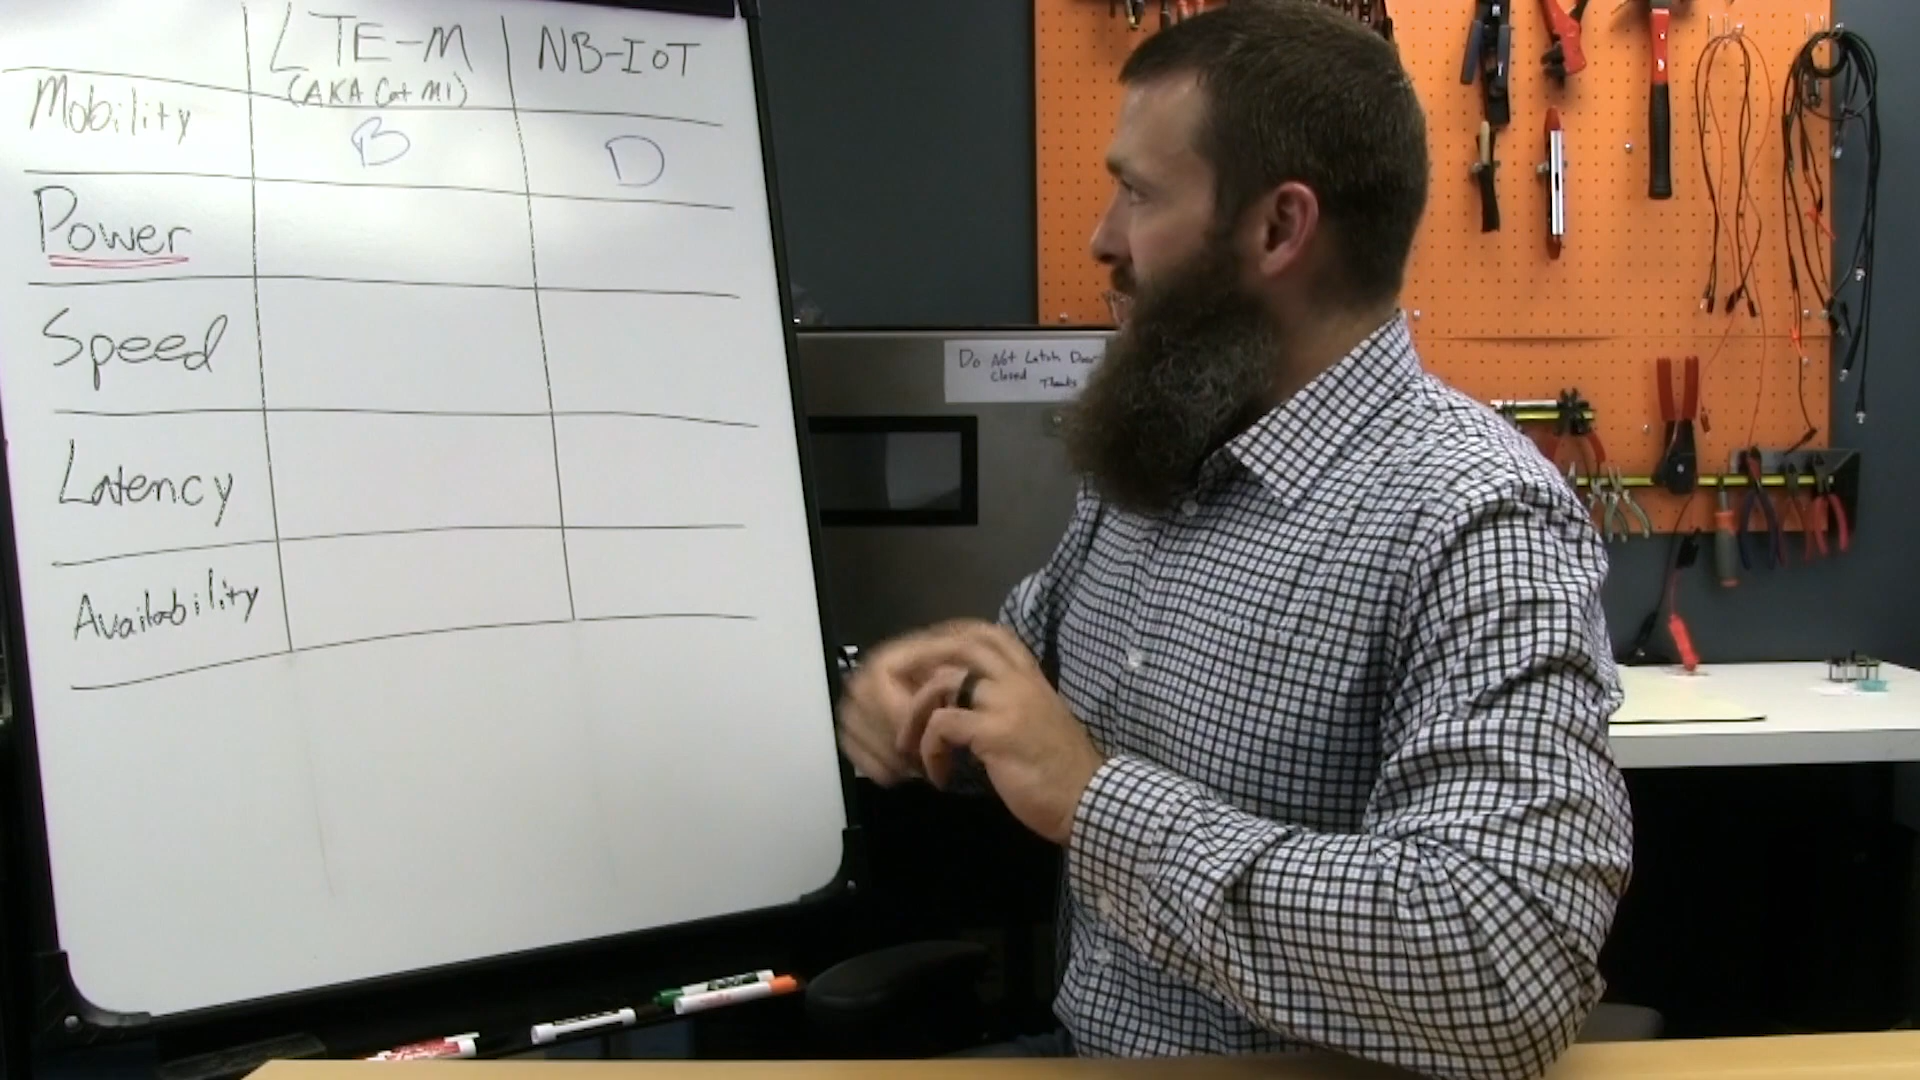 LTE-M
(AKA Cat M1)
NB-IoT
Mobility
B
D
Power
Speed
Latency
Availability
Do Not Latch Door
Closed
Thanks